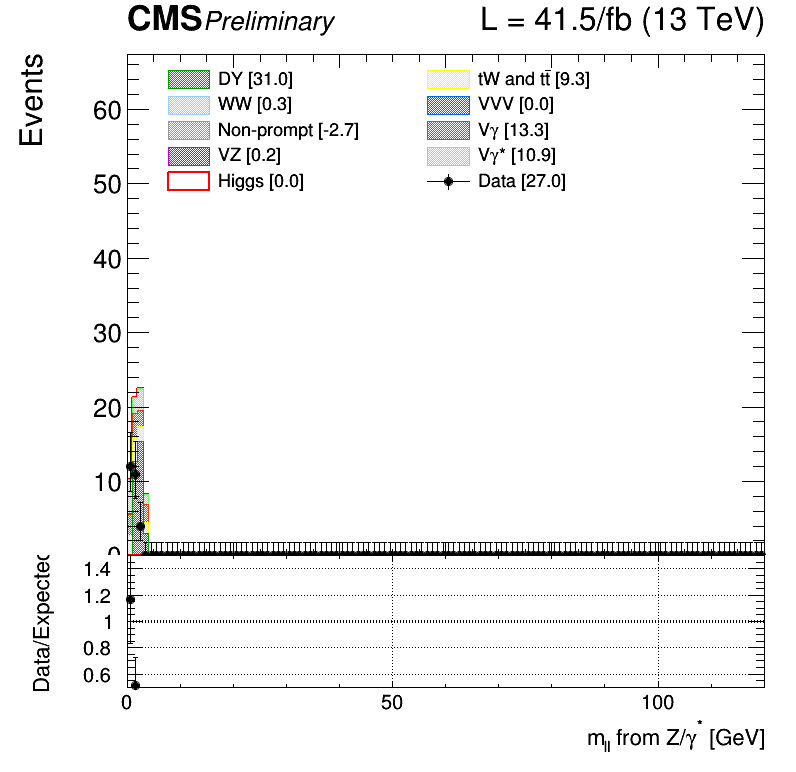 CMS Preliminary L = 41.5/fb (13 TeV)
Events
DY [31.0]
WW [0.3]
Non-prompt [-2.7]
VZ [0.2]
Higgs [0.0]
tW and tt̄ [9.3]
VVV [0.0]
Vγ [13.3]
Vγ* [10.9]
Data [27.0]
60
50
40
30
20
10
0
Data/Expected
1.4
1.2
1
0.8
0.6
0 50 100
m_ll from Z/γ* [GeV]